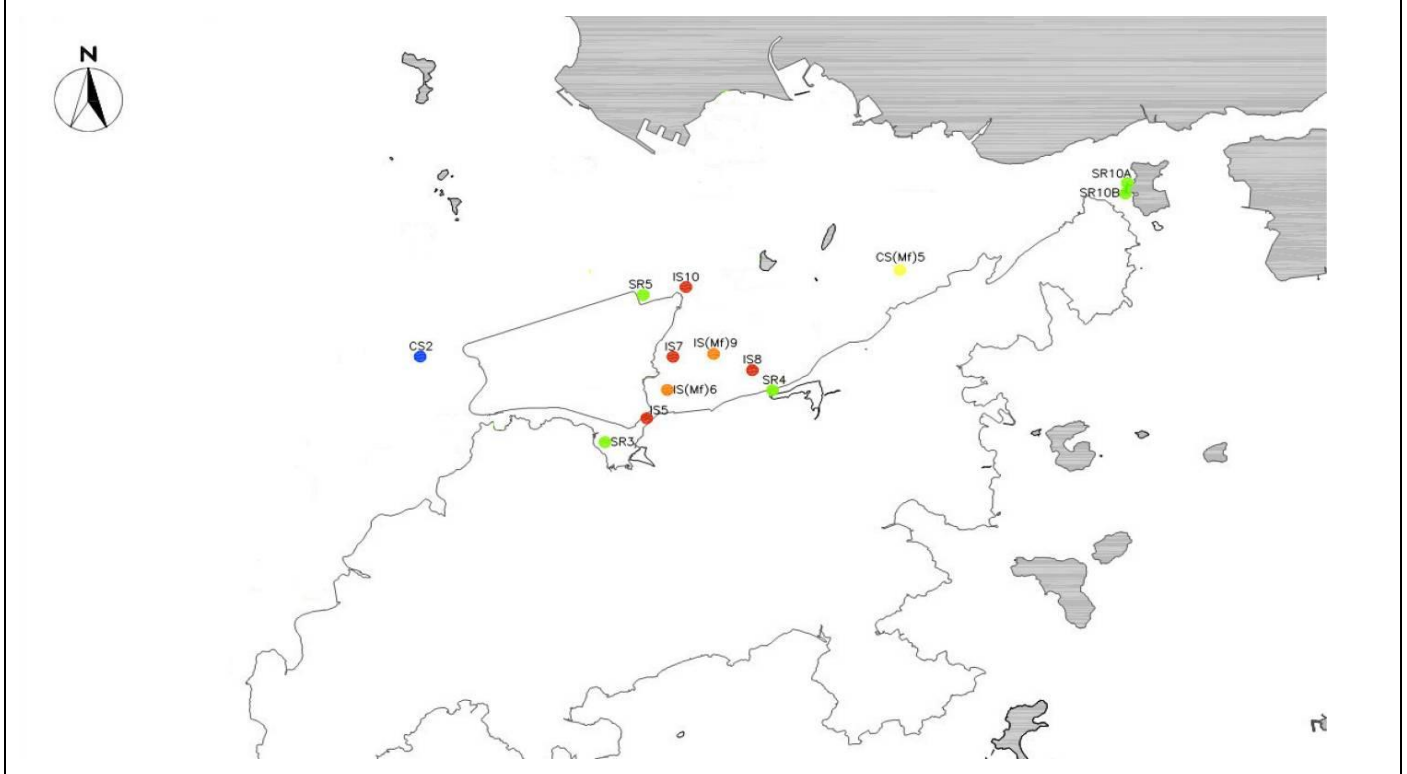 N
SR10A
SR10B
CS(Mf)5
IS10
SR5
CS2
IS7
IS(Mf)9
IS8
SR4
IS(Mf)6
IS5
SR3